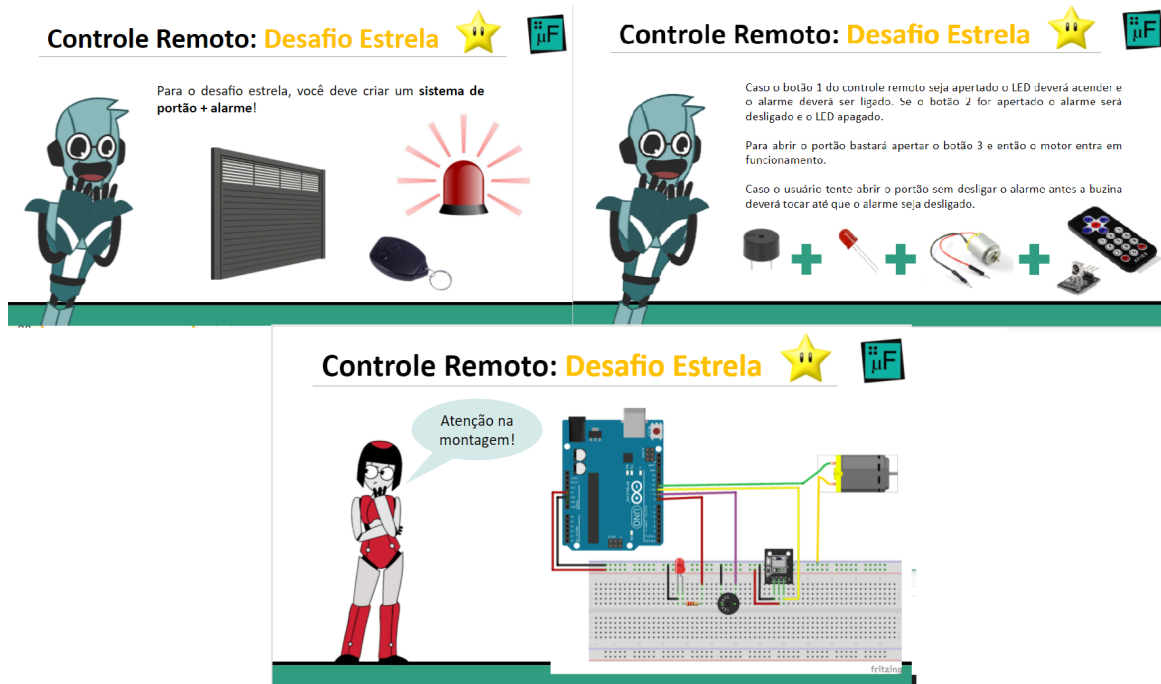 Controle Remoto: Desafio Estrela
µF
Para o desafio estrela, você deve criar um sistema de
portão + alarme!
Controle Remoto: Desafio Estrela
µF
Caso o botão 1 do controle remoto seja apertado o LED deverá acender e
o alarme deverá ser ligado. Se o botão 2 for apertado o alarme será
desligado e o LED apagado.
Para abrir o portão bastará apertar o botão 3 e então o motor entra em
funcionamento.
Caso o usuário tente abrir o portão sem desligar o alarme antes a buzina
deverá tocar até que o alarme seja desligado.
Controle Remoto: Desafio Estrela
µF
Atenção na
montagem!
UNO
fritzing